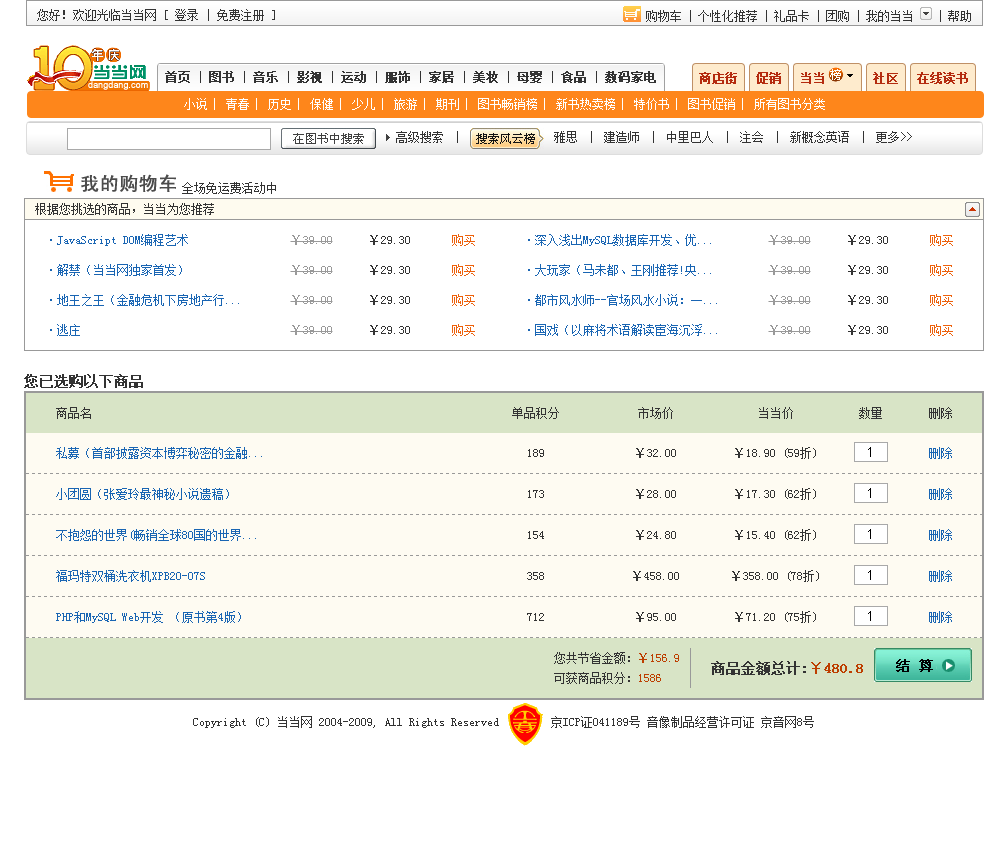 您好！欢迎光临当当网 [ 登录 | 免费注册 ] 购物车 | 个性化推荐 | 礼品卡 | 团购 | 我的当当 | 帮助
10年庆 当当网 dangdang.com
首页 | 图书 | 音乐 | 影视 | 运动 | 服饰 | 家居 | 美妆 | 母婴 | 食品 | 数码家电 商店街 促销 当当榜 社区 在线读书
小说 | 青春 | 历史 | 保健 | 少儿 | 旅游 | 期刊 | 图书畅销榜 | 新书热卖榜 | 特价书 | 图书促销 | 所有图书分类
在图书中搜索 高级搜索 | 搜索风云榜 雅思 | 建造师 | 中里巴人 | 注会 | 新概念英语 | 更多>>
我的购物车 全场免运费活动中
根据您挑选的商品，当当为您推荐
·JavaScript DOM编程艺术 ￥39.00 ￥29.30 购买 ·深入浅出MySQL数据库开发、优... ￥39.00 ￥29.30 购买
·解禁（当当网独家首发） ￥39.00 ￥29.30 购买 ·大玩家（马未都、王刚推荐!央... ￥39.00 ￥29.30 购买
·地王之王（金融危机下房地产行... ￥39.00 ￥29.30 购买 ·都市风水师--官场风水小说：一... ￥39.00 ￥29.30 购买
·逃庄 ￥39.00 ￥29.30 购买 ·国戏（以麻将术语解读宦海沉浮... ￥39.00 ￥29.30 购买
您已选购以下商品
商品名 单品积分 市场价 当当价 数量 删除
私募（首部披露资本博弈秘密的金融... 189 ￥32.00 ￥18.90 (59折) 1 删除
小团圆（张爱玲最神秘小说遗稿） 173 ￥28.00 ￥17.30 (62折) 1 删除
不抱怨的世界(畅销全球80国的世界... 154 ￥24.80 ￥15.40 (62折) 1 删除
福玛特双桶洗衣机XPB20-07S 358 ￥458.00 ￥358.00 (78折) 1 删除
PHP和MySQL Web开发 （原书第4版） 712 ￥95.00 ￥71.20 (75折) 1 删除
您共节省金额：￥156.9
可获商品积分：1586
商品金额总计：￥480.8 结 算
Copyright (C) 当当网 2004-2009, All Rights Reserved 京ICP证041189号 音像制品经营许可证 京音网8号